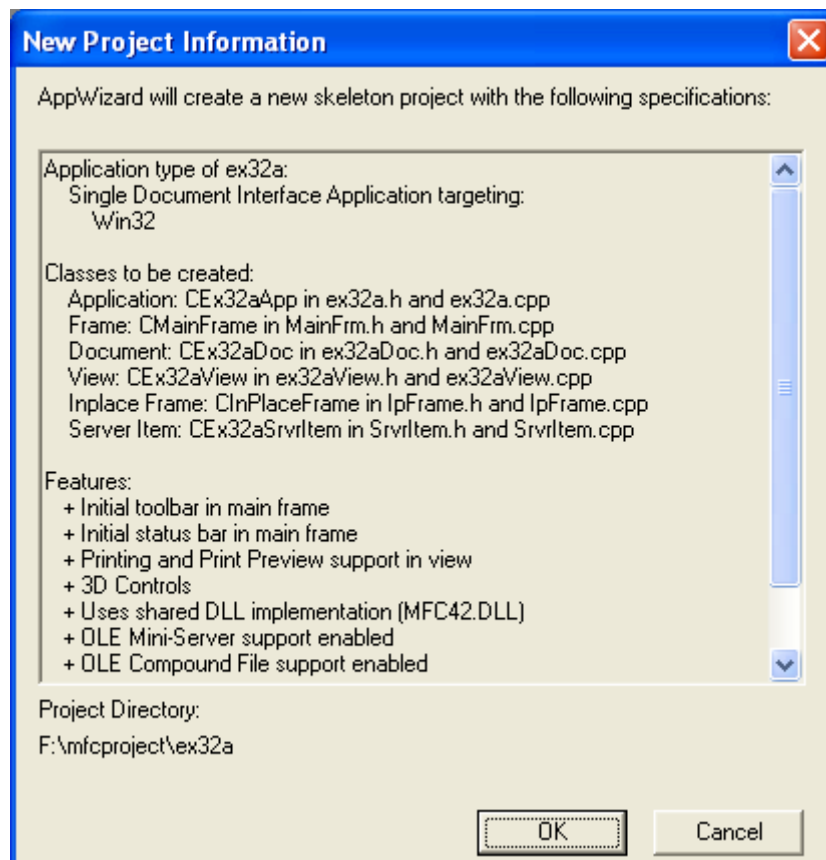 New Project Information
AppWizard will create a new skeleton project with the following specifications:
Application type of ex32a:
Single Document Interface Application targeting:
Win32
Classes to be created:
Application: CEx32aApp in ex32a.h and ex32a.cpp
Frame: CMainFrame in MainFrm.h and MainFrm.cpp
Document: CEx32aDoc in ex32aDoc.h and ex32aDoc.cpp
View: CEx32aView in ex32aView.h and ex32aView.cpp
Inplace Frame: CInPlaceFrame in IpFrame.h and IpFrame.cpp
Server Item: CEx32aSrvrItem in SrvrItem.h and SrvrItem.cpp
Features:
+ Initial toolbar in main frame
+ Initial status bar in main frame
+ Printing and Print Preview support in view
+ 3D Controls
+ Uses shared DLL implementation (MFC42.DLL)
+ OLE Mini-Server support enabled
+ OLE Compound File support enabled
Project Directory:
F:\mfcproject\ex32a
OK Cancel